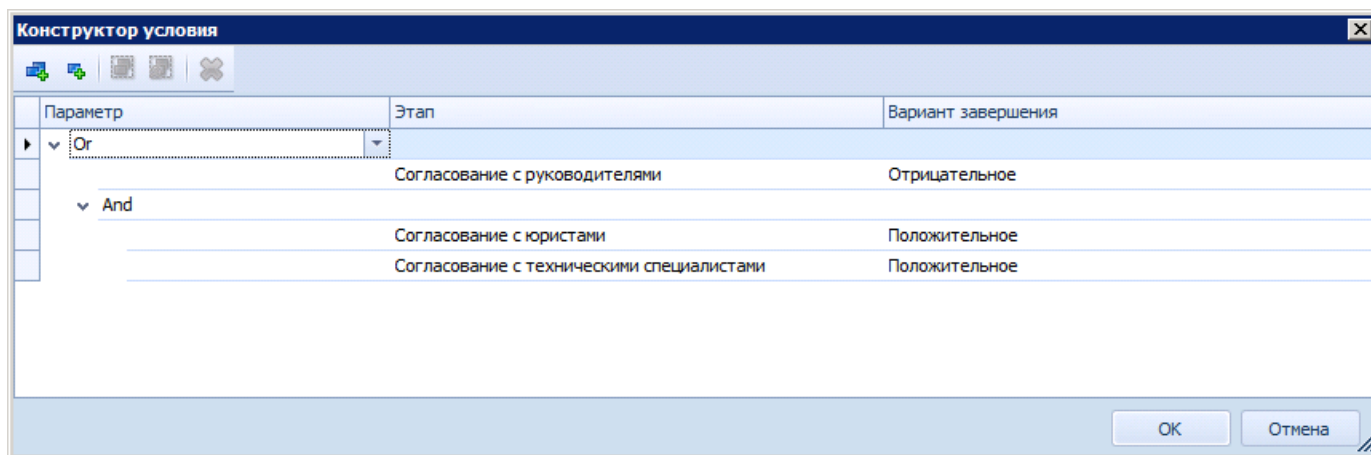 Конструктор условия
Параметр Этап Вариант завершения
Or
Согласование с руководителями Отрицательное
And
Согласование с юристами Положительное
Согласование с техническими специалистами Положительное
OK Отмена